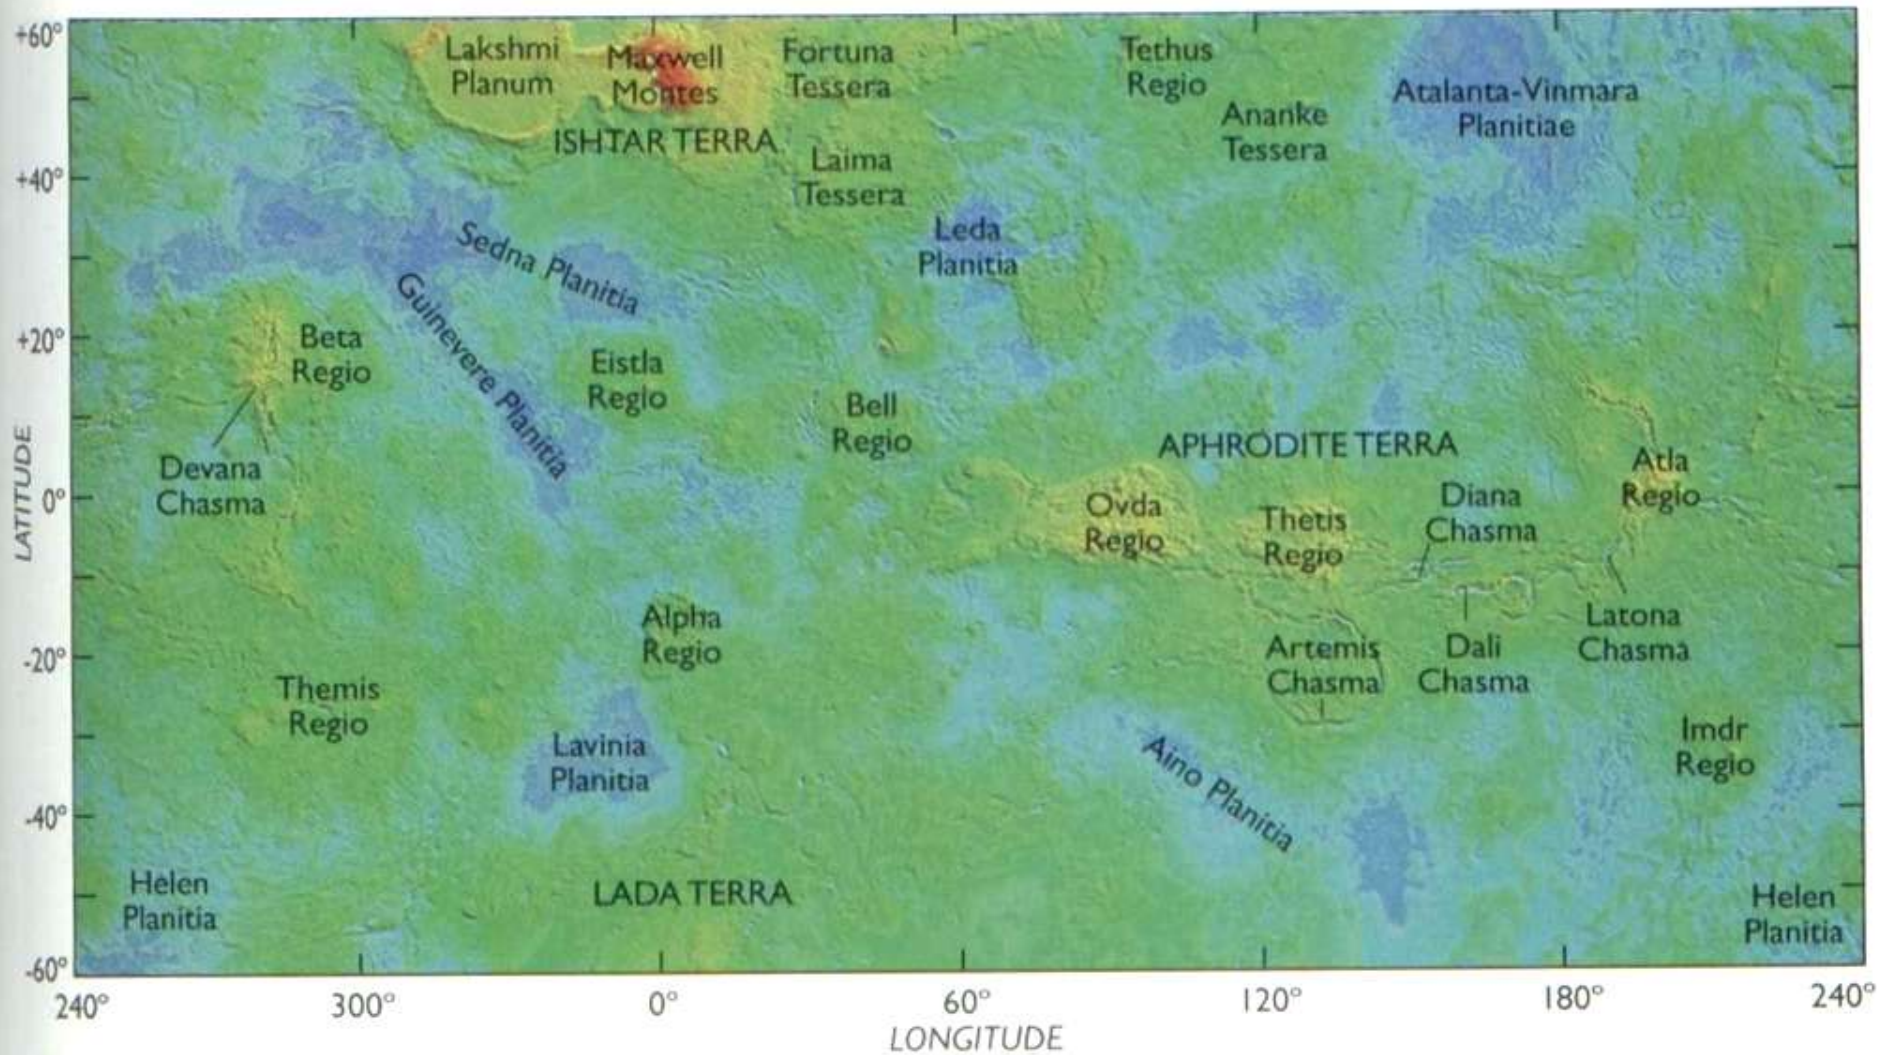 +60°
Lakshmi
Planum
Maxwell
Montes
Fortuna
Tessera
Tethus
Regio
Atalanta-Vinmara
Planitiae
Ananke
Tessera
ISHTAR TERRA
Laima
Tessera
+40°
Sedna Planitia
Leda
Planitia
Guinevere Planitia
+20°
Beta
Regio
Eistla
Regio
Bell
Regio
APHRODITE TERRA
Devana
Chasma
Atla
Regio
LATITUDE
0°
Ovda
Regio
Thetis
Regio
Diana
Chasma
Alpha
Regio
Latona
Chasma
-20°
Artemis
Chasma
Dali
Chasma
Themis
Regio
Lavinia
Planitia
Aino Planitia
Imdr
Regio
-40°
Helen
Planitia
LADA TERRA
Helen
Planitia
-60°
240°
300°
0°
60°
120°
180°
240°
LONGITUDE